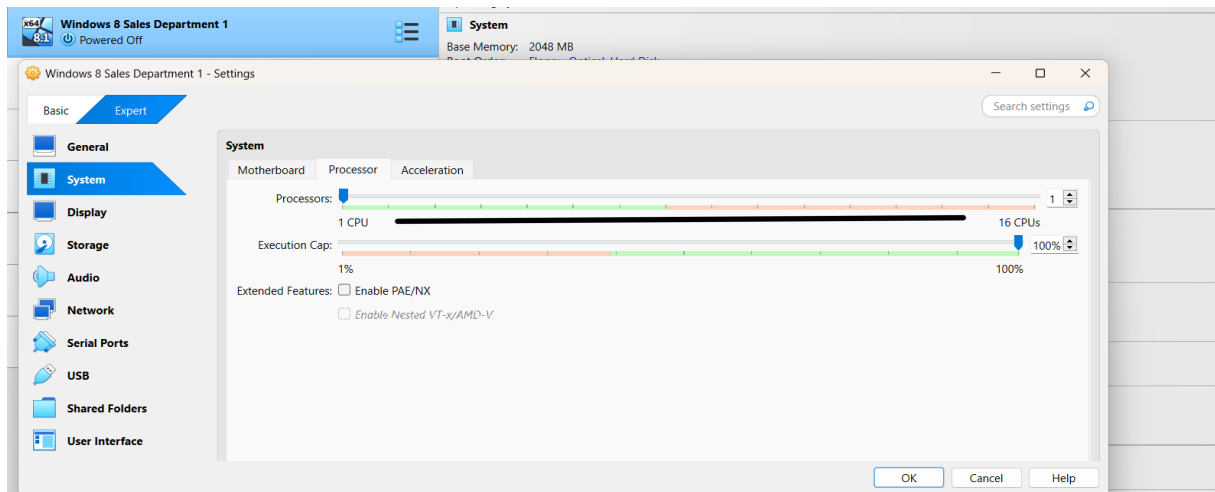 x64
8.1
Windows 8 Sales Department 1
Powered Off
System
Base Memory: 2048 MB
Windows 8 Sales Department 1 - Settings
Basic
Expert
Search settings
General
System
Display
Storage
Audio
Network
Serial Ports
USB
Shared Folders
User Interface
System
Motherboard Processor Acceleration
Processors: 1
1 CPU 16 CPUs
Execution Cap: 100%
1% 100%
Extended Features: Enable PAE/NX
Enable Nested VT-x/AMD-V
OK Cancel Help